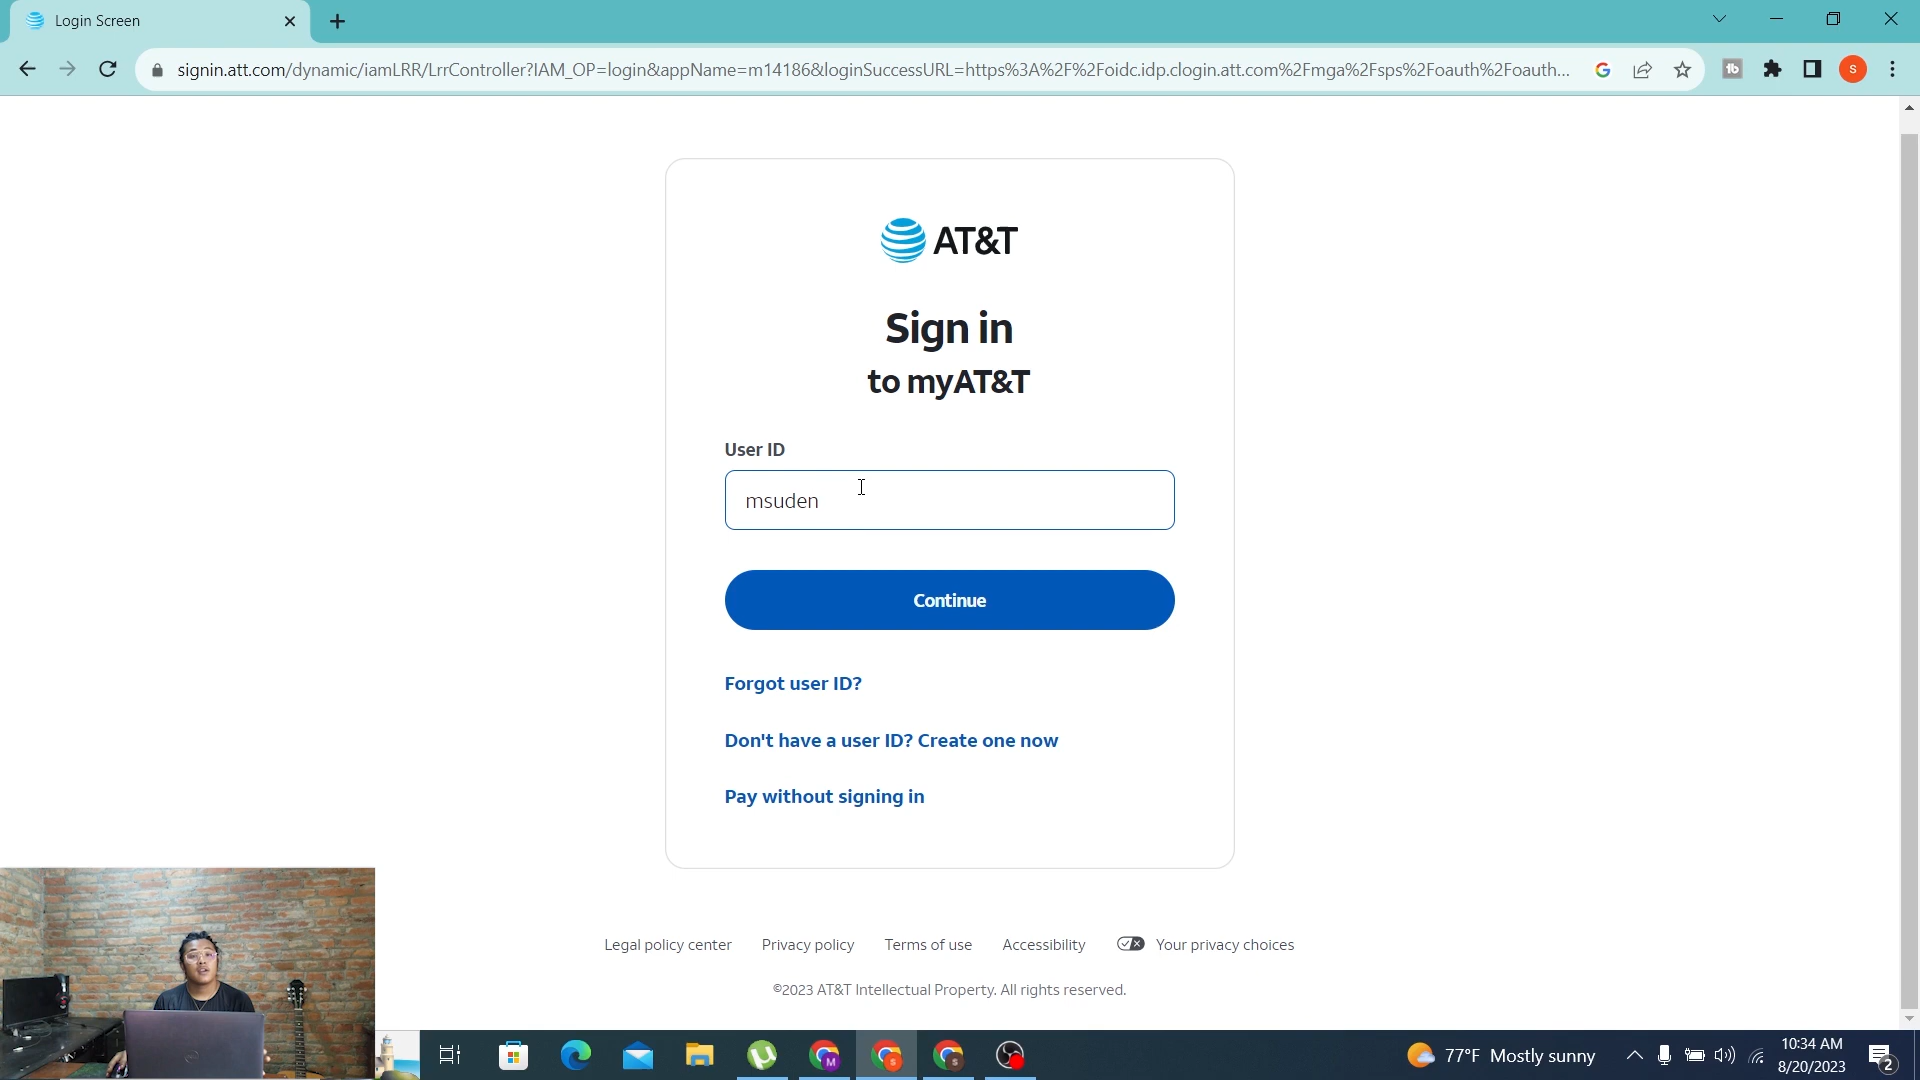 Login Screen
signin.att.com/dynamic/iamLRR/LrrController?IAM_OP=login&appName=m14186&loginSuccessURL=https%3A%2F%2Foidc.idp.clogin.att.com%2Fmga%2Fsps%2Foauth%2Foauth...
tb
S
AT&T
Sign in
to myAT&T
User ID
msuden
Continue
Forgot user ID?
Don't have a user ID? Create one now
Pay without signing in
Legal policy center
Privacy policy
Terms of use
Accessibility
Your privacy choices
©2023 AT&T Intellectual Property. All rights reserved.
M
S
S
77°F Mostly sunny
10:34 AM
8/20/2023
2